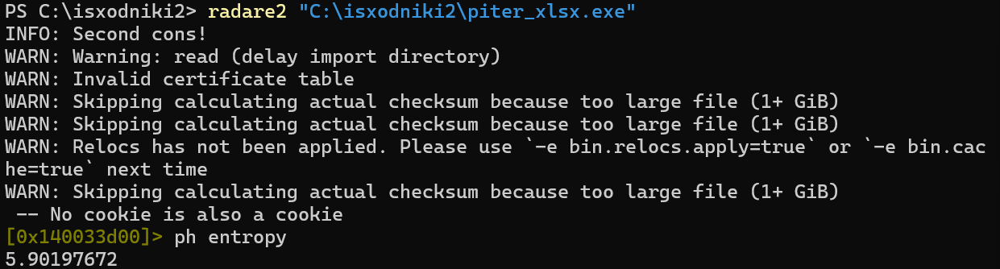 PS C:\isxodniki2> radare2 "C:\isxodniki2\piter_xlsx.exe"
INFO: Second cons!
WARN: Warning: read (delay import directory)
WARN: Invalid certificate table
WARN: Skipping calculating actual checksum because too large file (1+ GiB)
WARN: Skipping calculating actual checksum because too large file (1+ GiB)
WARN: Relocs has not been applied. Please use `-e bin.relocs.apply=true` or `-e bin.cac
he=true` next time
WARN: Skipping calculating actual checksum because too large file (1+ GiB)
 -- No cookie is also a cookie
[0x140033d00]> ph entropy
5.90197672